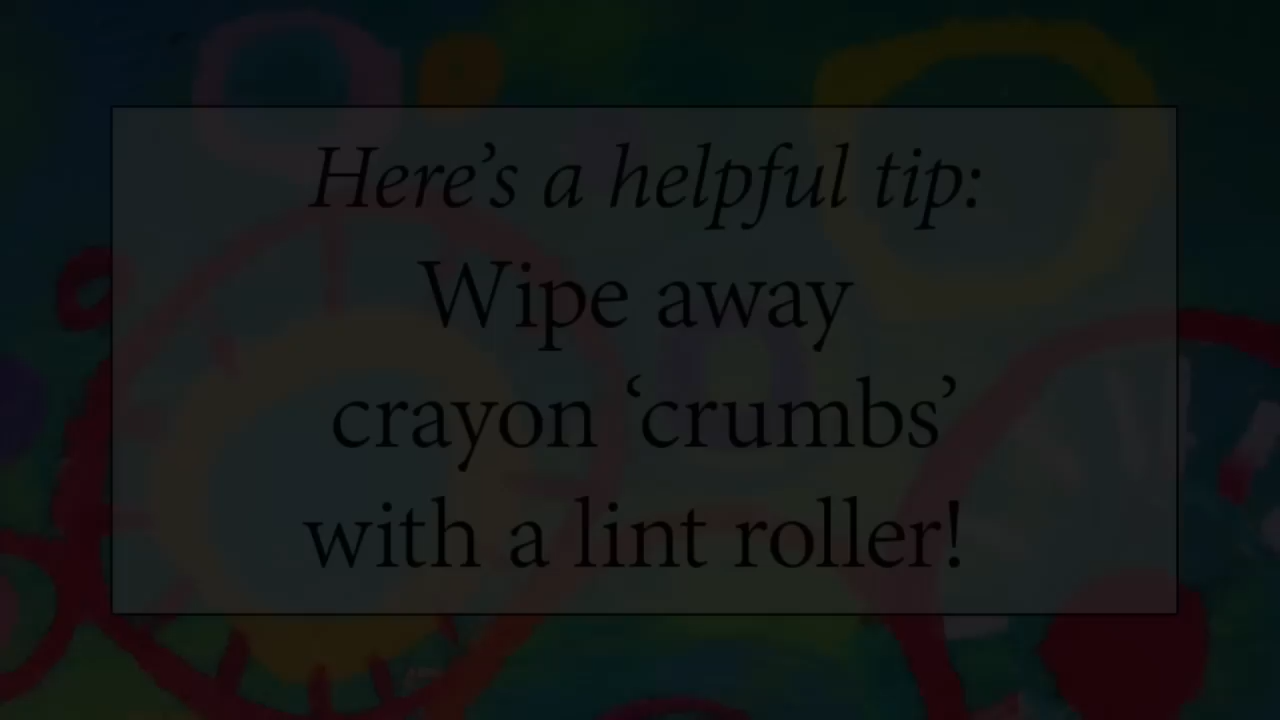 Here’s a helpful tip:
Wipe away
crayon ‘crumbs’
with a lint roller!